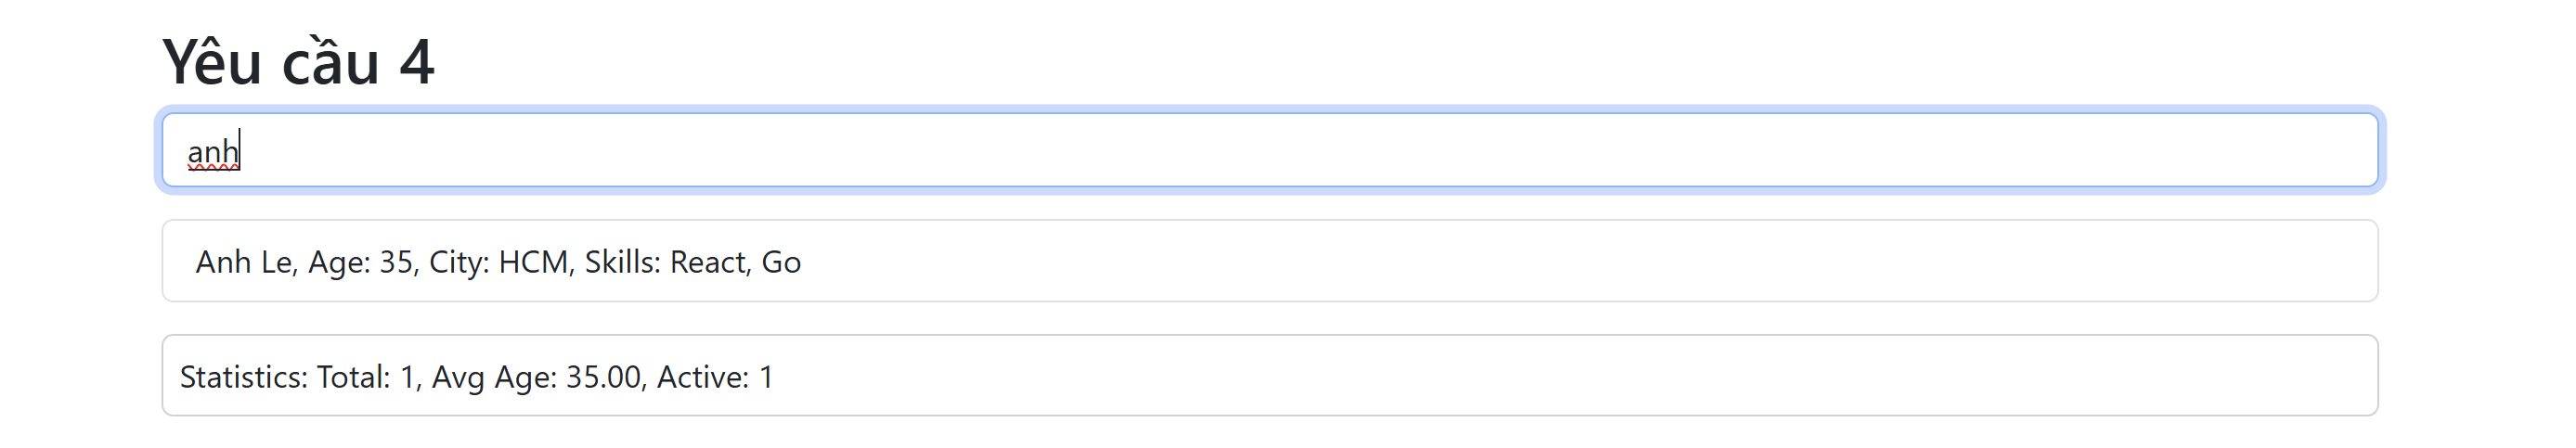 Yêu cầu 4
anh
Anh Le, Age: 35, City: HCM, Skills: React, Go
Statistics: Total: 1, Avg Age: 35.00, Active: 1